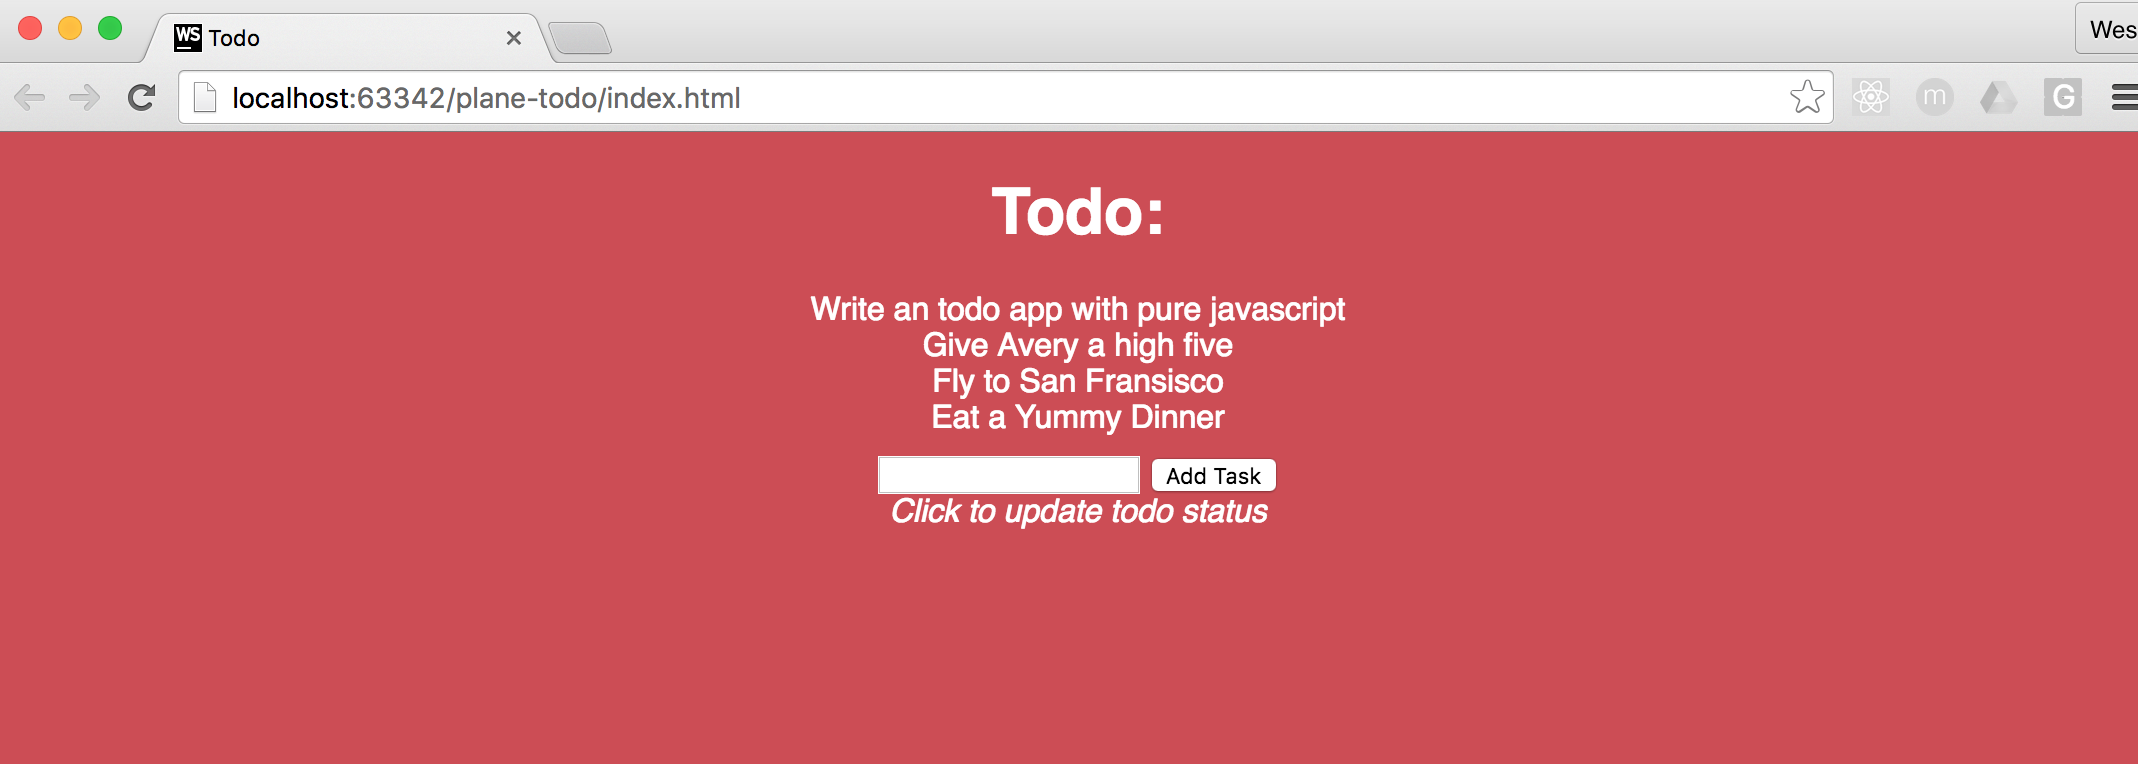 WS Todo
Wes
localhost:63342/plane-todo/index.html
m
G
Todo:
Write an todo app with pure javascript
Give Avery a high five
Fly to San Fransisco
Eat a Yummy Dinner
Add Task
Click to update todo status